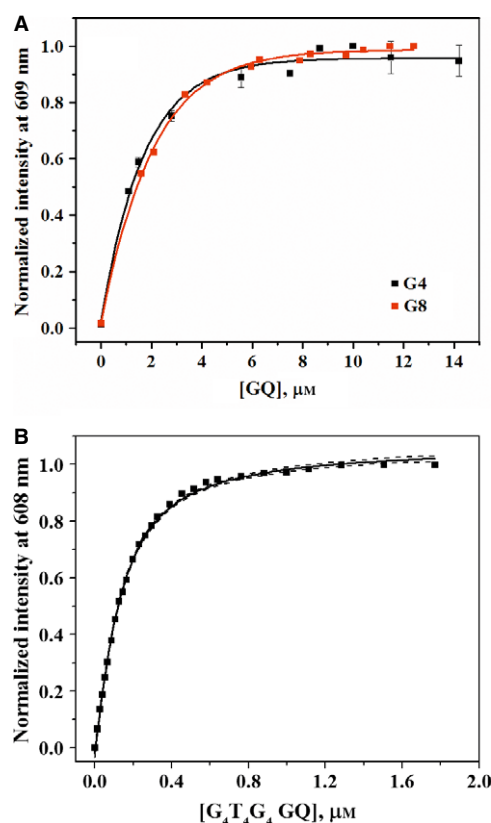 A
Normalized intensity at 609 nm
1.0
0.8
0.6
0.4
0.2
0.0
G4
G8
0 2 4 6 8 10 12 14
[GQ], μM
B
Normalized intensity at 608 nm
1.0
0.8
0.6
0.4
0.2
0.0
0.0 0.4 0.8 1.2 1.6 2.0
[G₄T₄G₄ GQ], μM